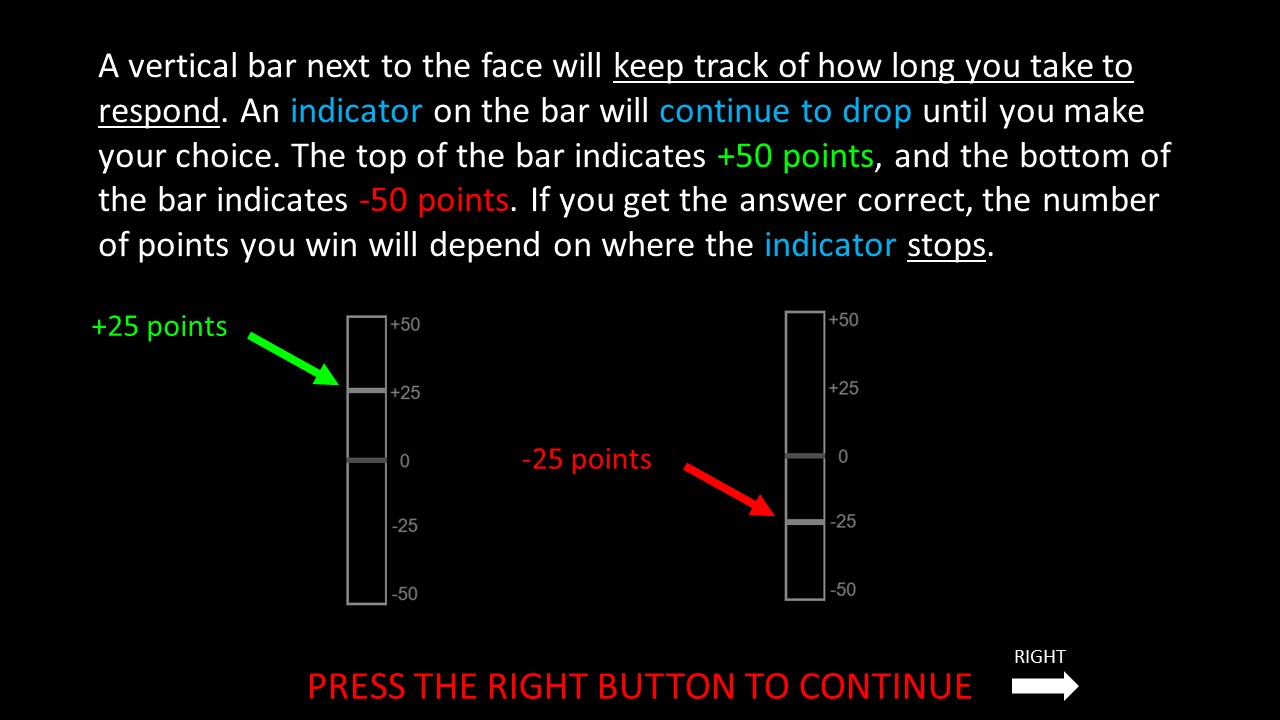 A vertical bar next to the face will keep track of how long you take to
respond. An indicator on the bar will continue to drop until you make
your choice. The top of the bar indicates +50 points, and the bottom of
the bar indicates -50 points. If you get the answer correct, the number
of points you win will depend on where the indicator stops.
+25 points
+50
+25
0
-25
-50
-25 points
+50
+25
0
-25
-50
PRESS THE RIGHT BUTTON TO CONTINUE
RIGHT